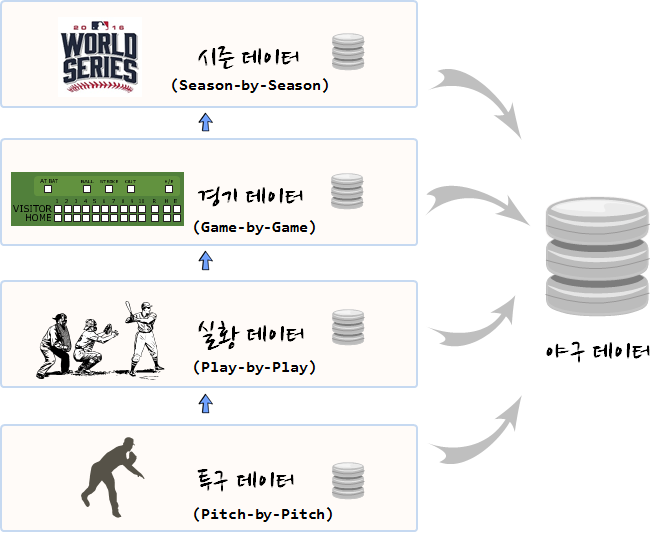 2016
WORLD
SERIES
시즌 데이터
(Season-by-Season)
AT BAT BALL STRIKE OUT H/E
1 2 3 4 5 6 7 8 9 10 R H E
VISITOR
HOME
경기 데이터
(Game-by-Game)
실황 데이터
(Play-by-Play)
투구 데이터
(Pitch-by-Pitch)
야구 데이터